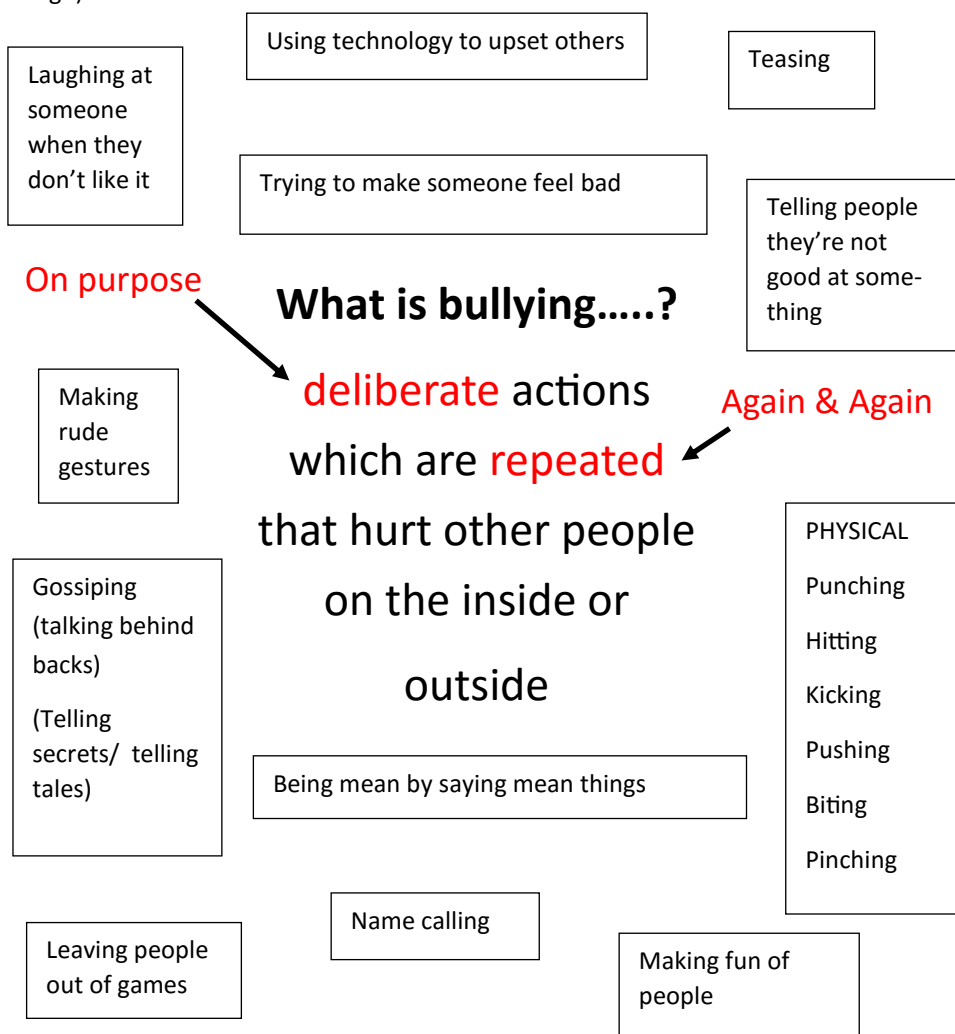 Using technology to upset others
Teasing
Laughing at
someone
when they
don’t like it
Trying to make someone feel bad
Telling people
they’re not
good at some-
thing
On purpose
What is bullying…..?
deliberate actions
which are repeated
that hurt other people
on the inside or
outside
Again & Again
Making
rude
gestures
PHYSICAL
Punching
Hitting
Kicking
Pushing
Biting
Pinching
Gossiping
(talking behind
backs)
(Telling
secrets/ telling
tales)
Being mean by saying mean things
Name calling
Leaving people
out of games
Making fun of
people